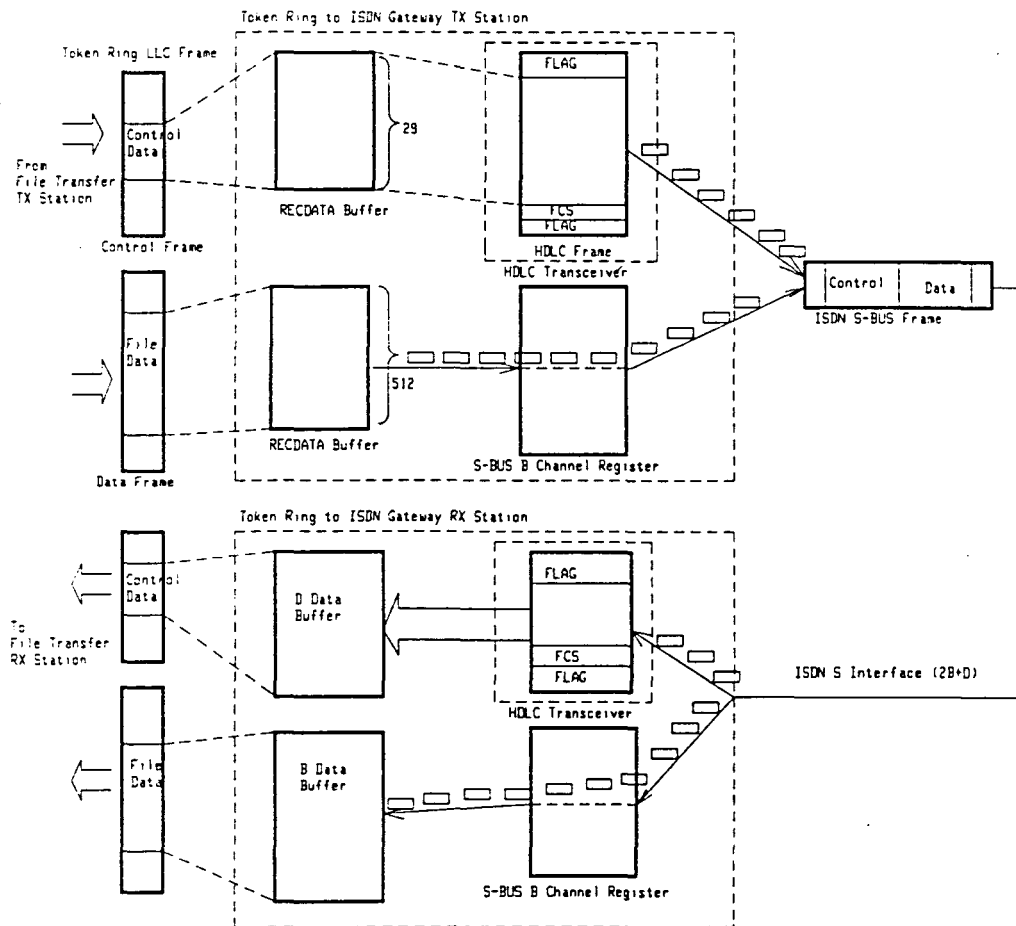 Token Ring to ISDN Gateway TX Station
Token Ring LLC Frame
FLAG
Control
Data
29
From
File Transfer
TX Station
RECDATA Buffer
FCS
FLAG
Control Frame
HDLC Frame
HDLC Transceiver
Control
Data
ISDN S-BUS Frame
File
Data
512
RECDATA Buffer
S-BUS B Channel Register
Data Frame
Token Ring to ISDN Gateway RX Station
FLAG
Control
Data
D Data
Buffer
To
File Transfer
RX Station
FCS
FLAG
ISDN S Interface (2B+D)
HDLC Transceiver
File
Data
B Data
Buffer
S-BUS B Channel Register